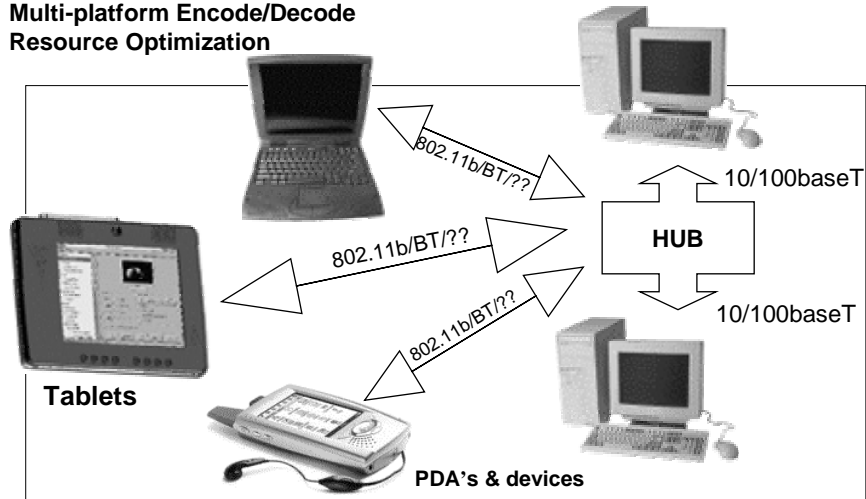 Multi-platform Encode/Decode
Resource Optimization
802.11b/BT/??
10/100baseT
HUB
802.11b/BT/??
10/100baseT
802.11b/BT/??
Tablets
PDA's & devices